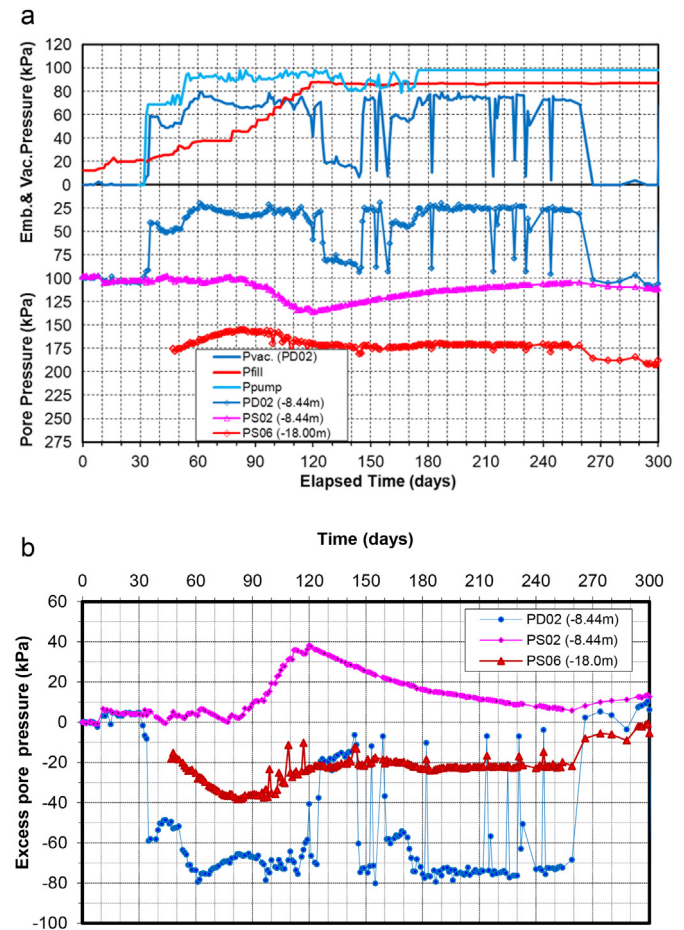 a
Emb.& Vac.Pressure (kPa)
120
100
80
60
40
20
0
Pore Pressure (kPa)
25
50
75
100
125
150
175
200
225
250
275
Pvac. (PD02)
Pfill
Ppump
PD02 (-8.44m)
PS02 (-8.44m)
PS06 (-18.00m)
0 30 60 90 120 150 180 210 240 270 300
Elapsed Time (days)
b
Time (days)
0 30 60 90 120 150 180 210 240 270 300
Excess pore pressure (kPa)
60
40
20
0
-20
-40
-60
-80
-100
PD02 (-8.44m)
PS02 (-8.44m)
PS06 (-18.0m)